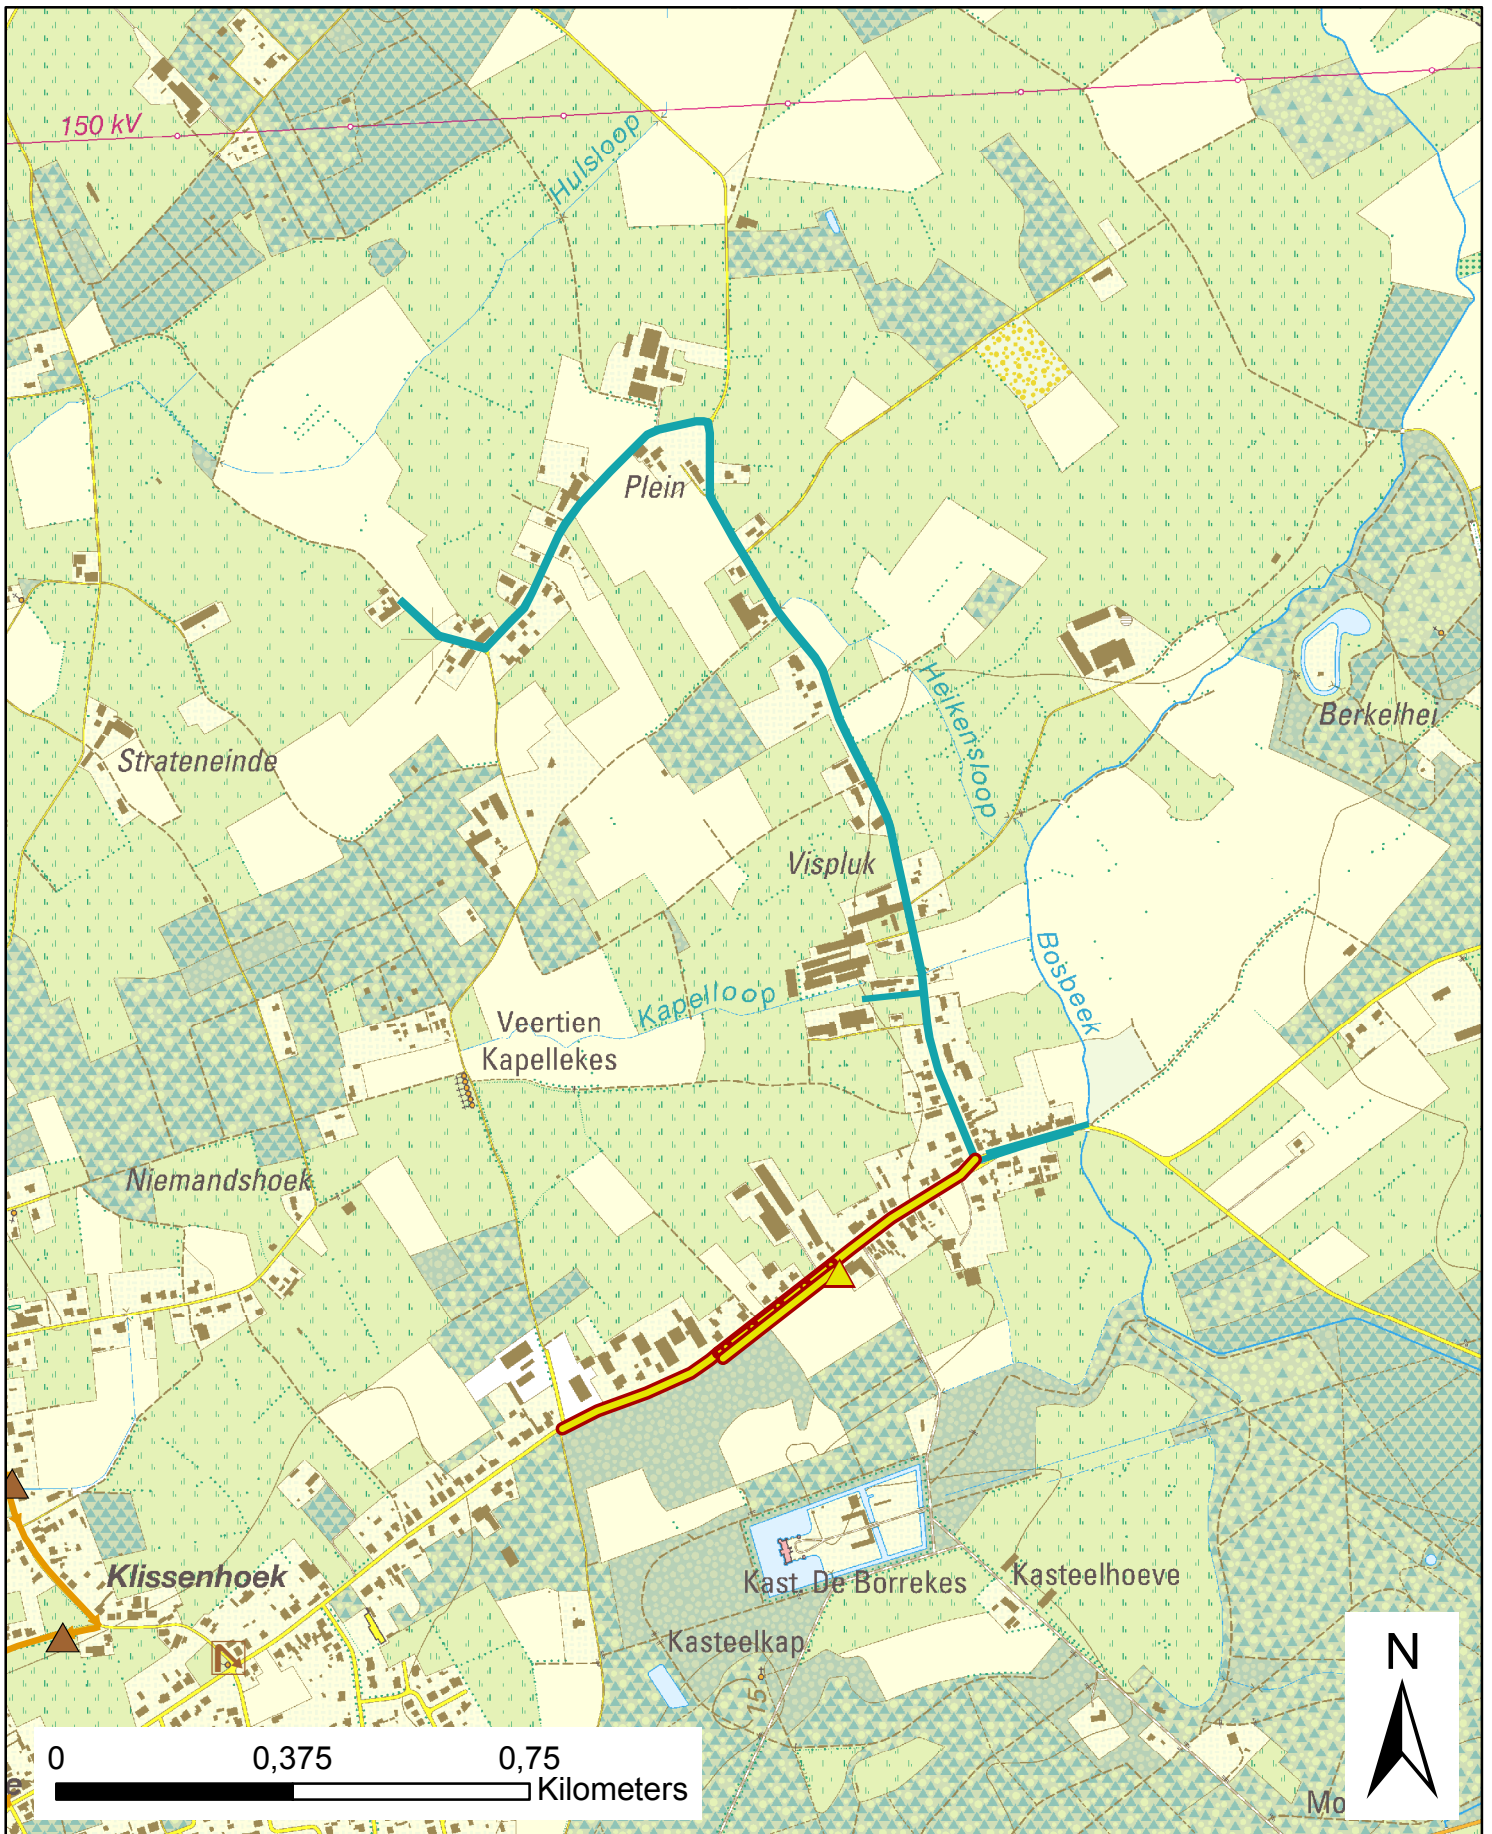 150 kV
Hulsloop
Plein
Heikensloop
Berkelhei
Strateneinde
Vispluk
Bosbeek
Kapelloop
Veertien
Kapellekes
Niemandshoek
Klissenhoek
Kast. De Borrekes
Kasteelhoeve
Kasteelkap
15
N
0 0,375 0,75
Kilometers
Mo